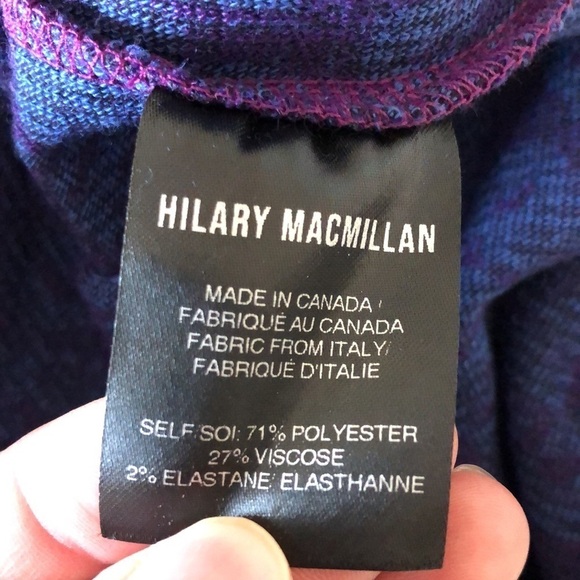 HILARY MACMILLAN
MADE IN CANADA /
FABRIQUÉ AU CANADA
FABRIC FROM ITALY/
FABRIQUE D'ITALIE
SELF/SOI: 71% POLYESTER
27% VISCOSE
2% ELASTANE/ ELASTHANNE